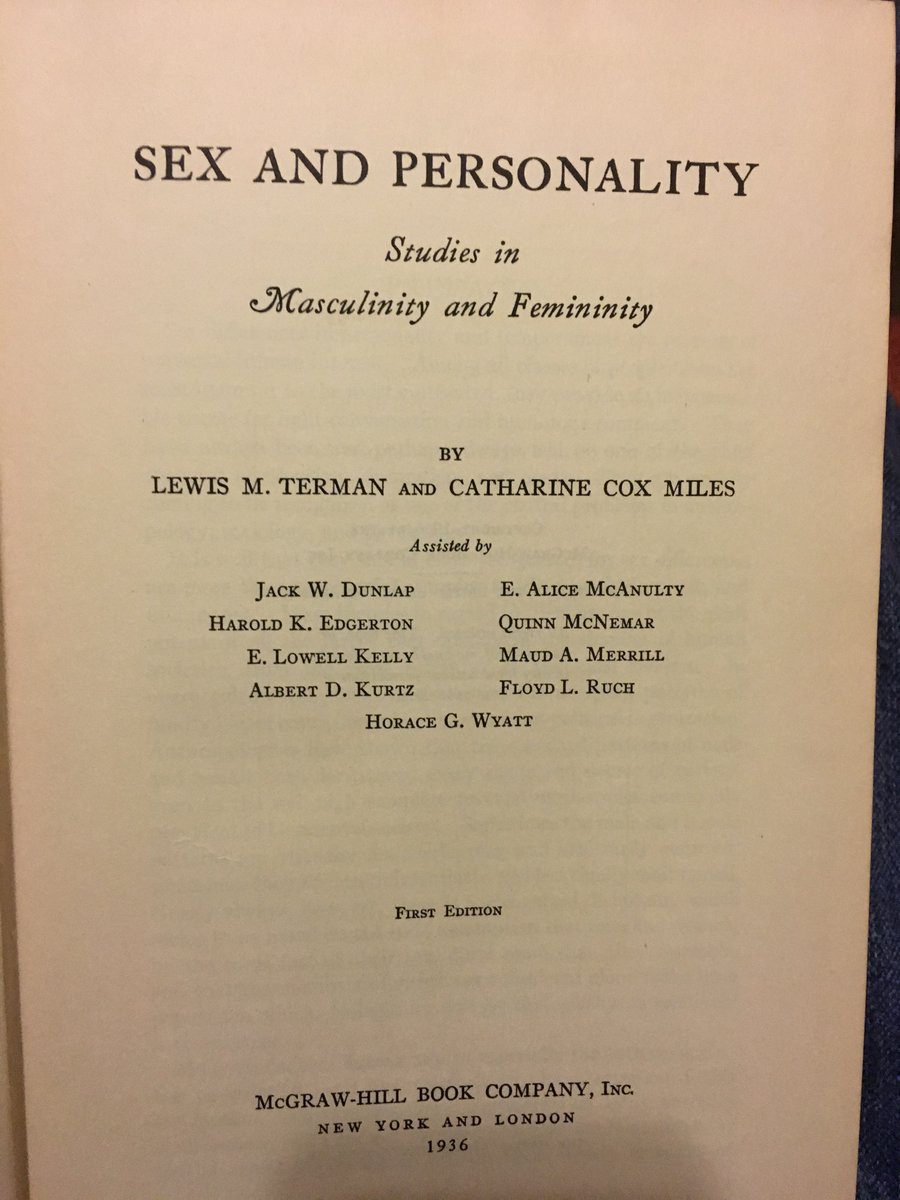 SEX AND PERSONALITY
Studies in
Masculinity and Femininity
BY
LEWIS M. TERMAN AND CATHARINE COX MILES
Assisted by
JACK W. DUNLAP E. ALICE MCANULTY
HAROLD K. EDGERTON QUINN MCNEMAR
E. LOWELL KELLY MAUD A. MERRILL
ALBERT D. KURTZ FLOYD L. RUCH
HORACE G. WYATT
FIRST EDITION
McGRAW-HILL BOOK COMPANY, INC.
NEW YORK AND LONDON
1936